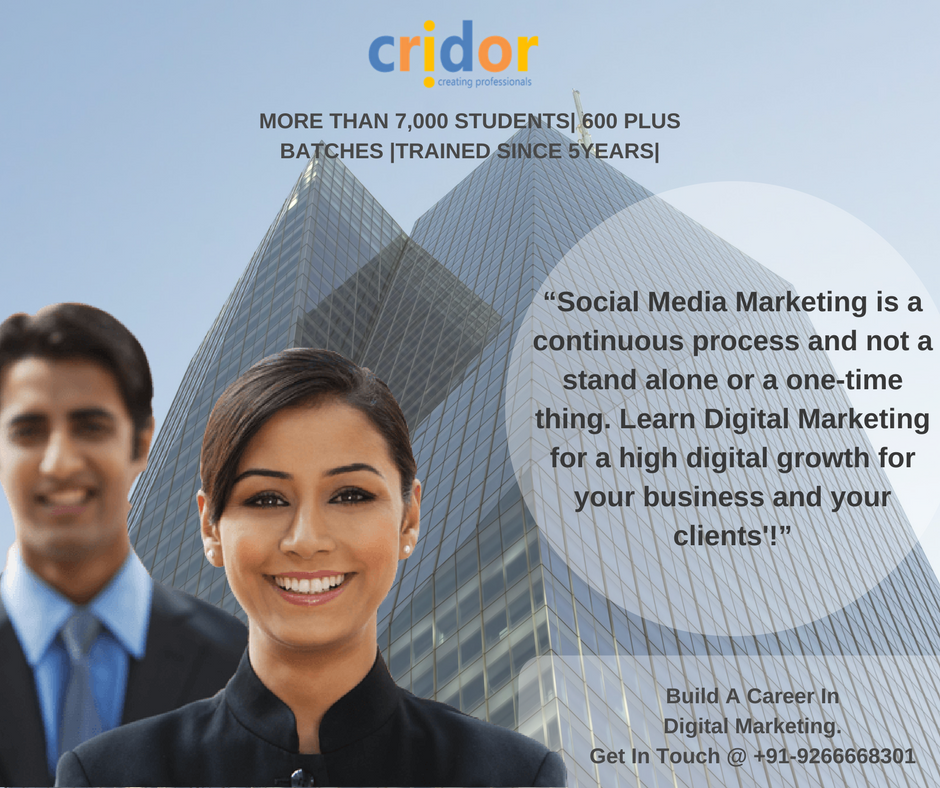 cridor
creating professionals
MORE THAN 7,000 STUDENTS| 600 PLUS
BATCHES |TRAINED SINCE 5YEARS|
“Social Media Marketing is a
continuous process and not a
stand alone or a one-time
thing. Learn Digital Marketing
for a high digital growth for
your business and your
clients'!”
Build A Career In
Digital Marketing.
Get In Touch @ +91-9266668301